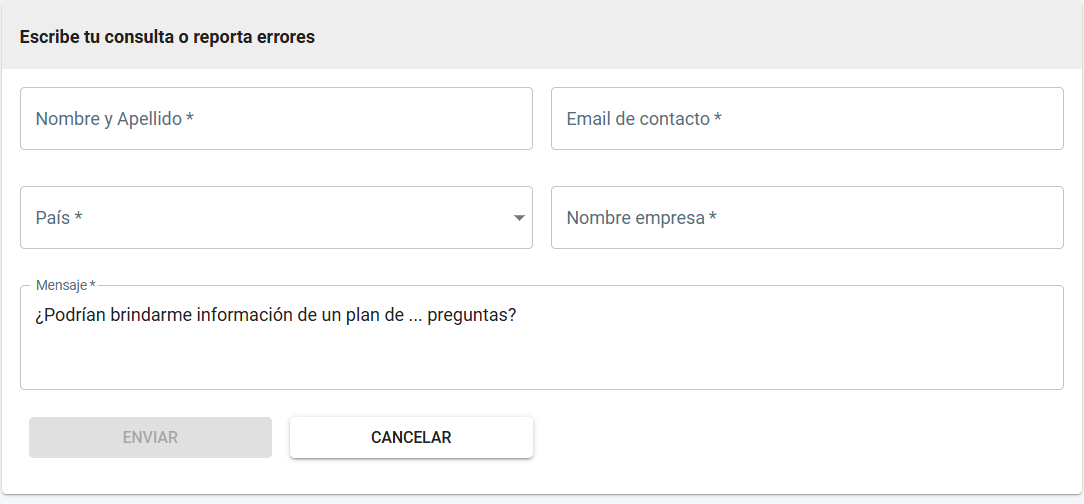 Escribe tu consulta o reporta errores
Nombre y Apellido *
Email de contacto *
País *
Nombre empresa *
Mensaje *
¿Podrían brindarme información de un plan de ... preguntas?
ENVIAR
CANCELAR